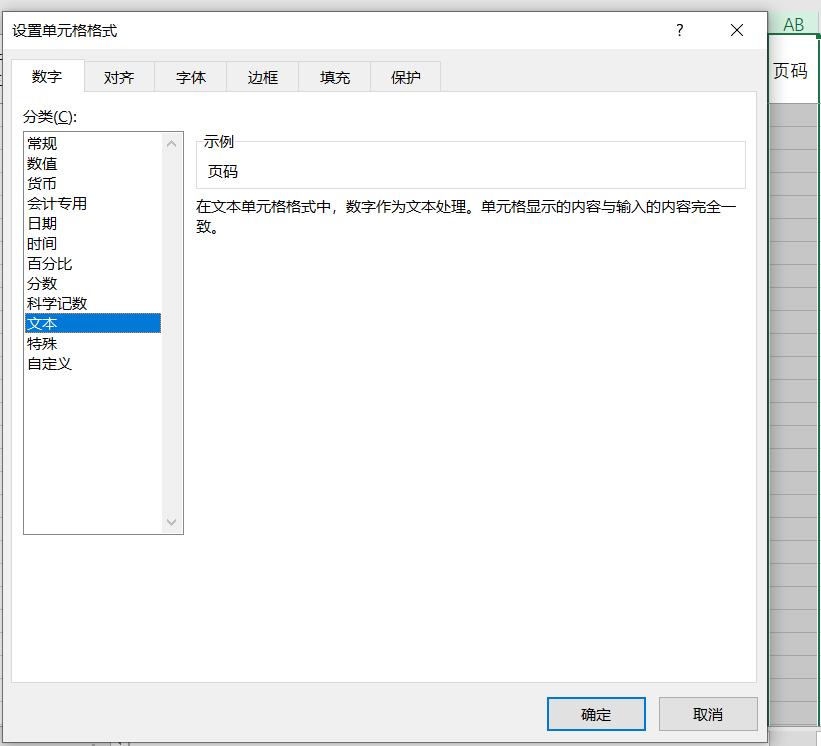 设置单元格格式
?
AB
页码
数字 对齐 字体 边框 填充 保护
分类(C):
常规
数值
货币
会计专用
日期
时间
百分比
分数
科学记数
文本
特殊
自定义
示例
页码
在文本单元格格式中，数字作为文本处理。单元格显示的内容与输入的内容完全一
致。
确定 取消